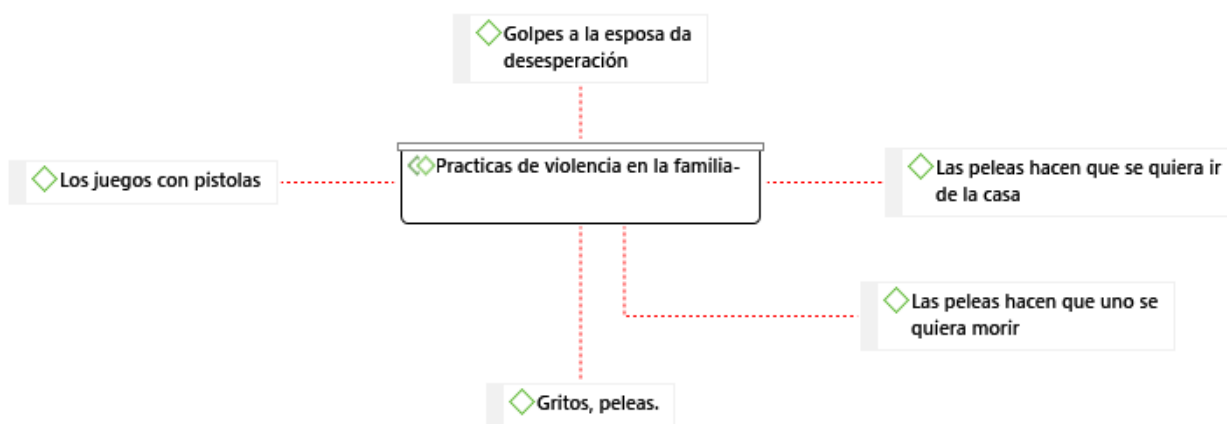 Golpes a la esposa da
desesperación
Practicas de violencia en la familia-
Los juegos con pistolas
Las peleas hacen que se quiera ir
de la casa
Las peleas hacen que uno se
quiera morir
Gritos, peleas.